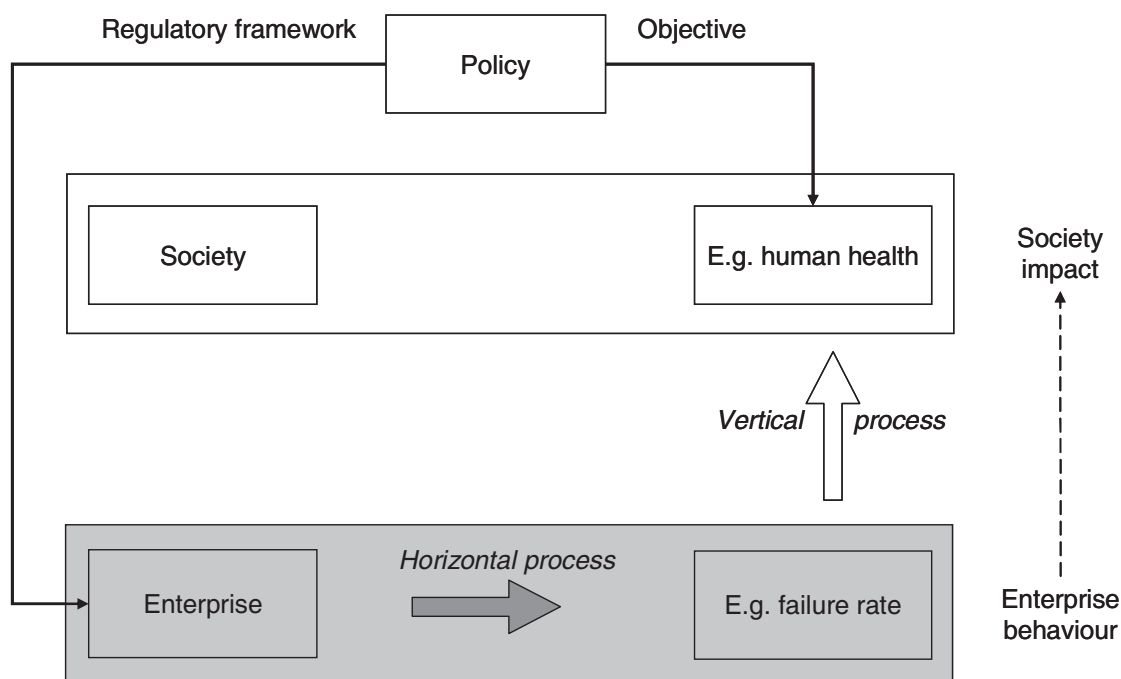 Regulatory framework
Policy
Objective
Society
E.g. human health
Society
impact
Vertical process
Horizontal process
Enterprise
E.g. failure rate
Enterprise
behaviour